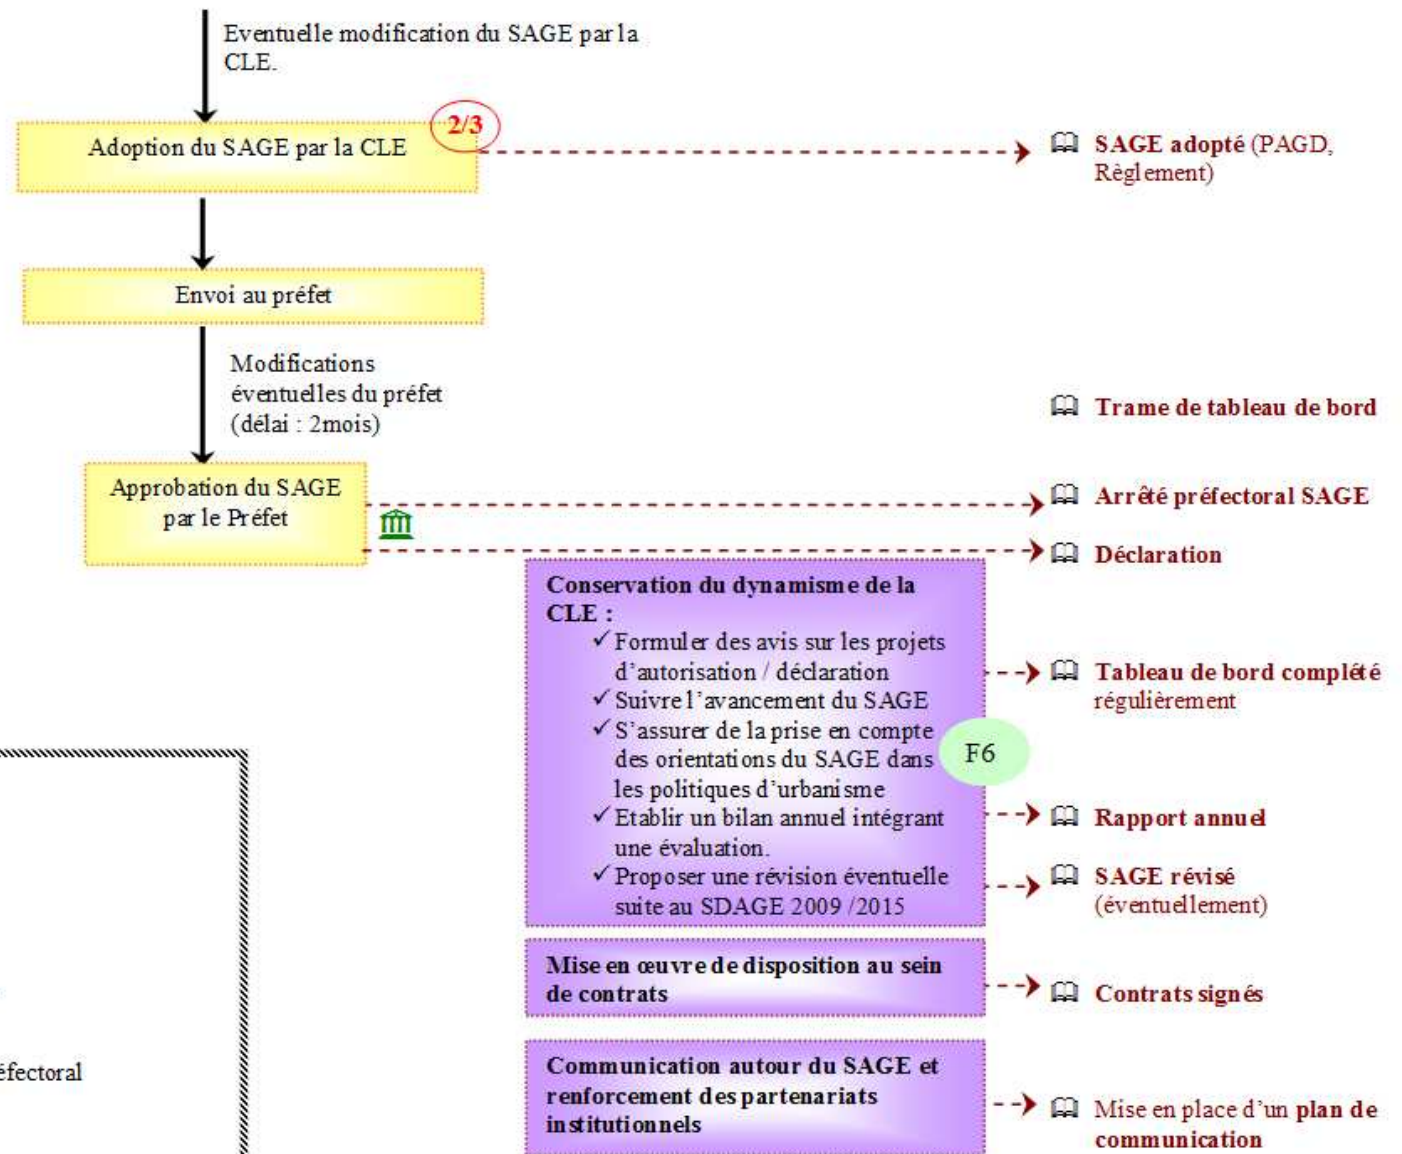 Eventuelle modification du SAGE par la
CLE.
2/3
Adoption du SAGE par la CLE
SAGE adopté (PAGD,
Règlement)
Envoi au préfet
Modifications
éventuelles du préfet
(délai : 2mois)
Trame de tableau de bord
Approbation du SAGE
par le Préfet
Arrêté préfectoral SAGE
Déclaration
Conservation du dynamisme de la
CLE :
✓ Formuler des avis sur les projets
d'autorisation / déclaration
✓ Suivre l'avancement du SAGE
✓ S'assurer de la prise en compte
des orientations du SAGE dans
les politiques d'urbanisme
✓ Etablir un bilan annuel intégrant
une évaluation.
✓ Proposer une révision éventuelle
suite au SDAGE 2009 /2015
F6
Tableau de bord complété
régulièrement
Rapport annuel
SAGE révisé
(éventuellement)
Mise en œuvre de disposition au sein
de contrats
Contrats signés
éfectoral
Communication autour du SAGE et
renforcement des partenariats
institutionnels
Mise en place d'un plan de
communication